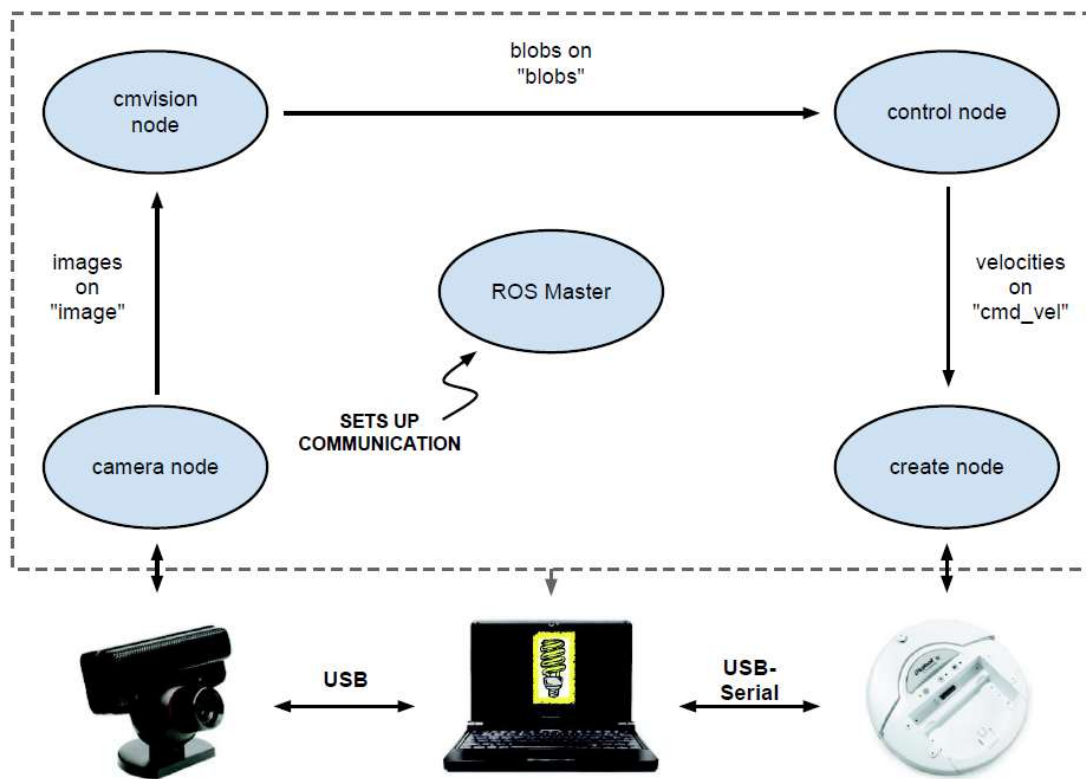 blobs on
"blobs"
cmvision
node
control node
images
on
"image"
ROS Master
velocities
on
"cmd_vel"
SETS UP
COMMUNICATION
camera node
create node
USB
USB-
Serial